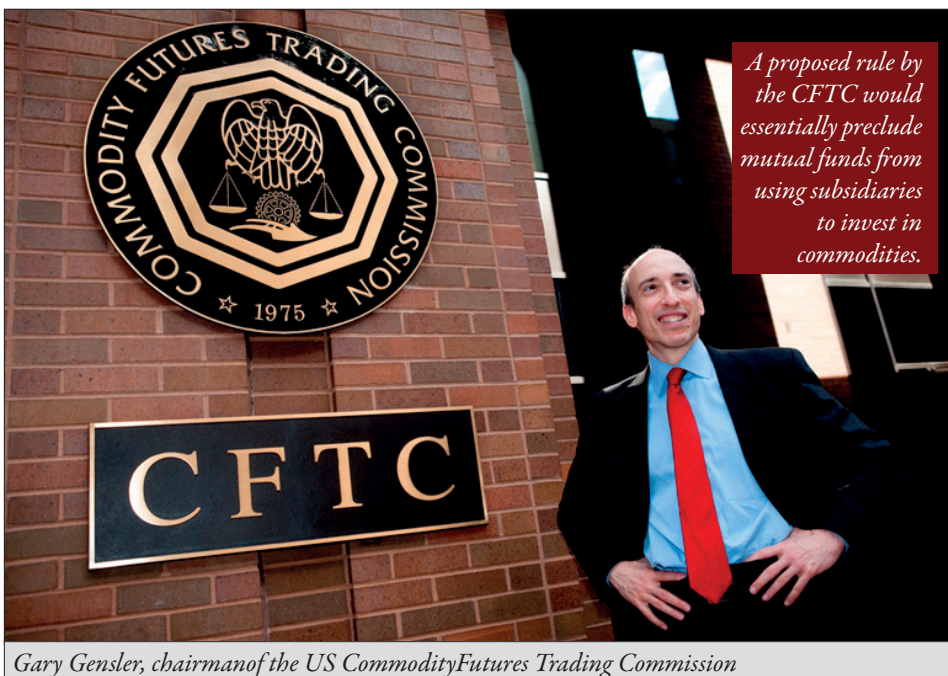 COMMODITY FUTURES TRADING COMMISSION
1975
CFTC
A proposed rule by
the CFTC would
essentially preclude
mutual funds from
using subsidiaries
to invest in
commodities.
Gary Gensler, chairmanof the US CommodityFutures Trading Commission